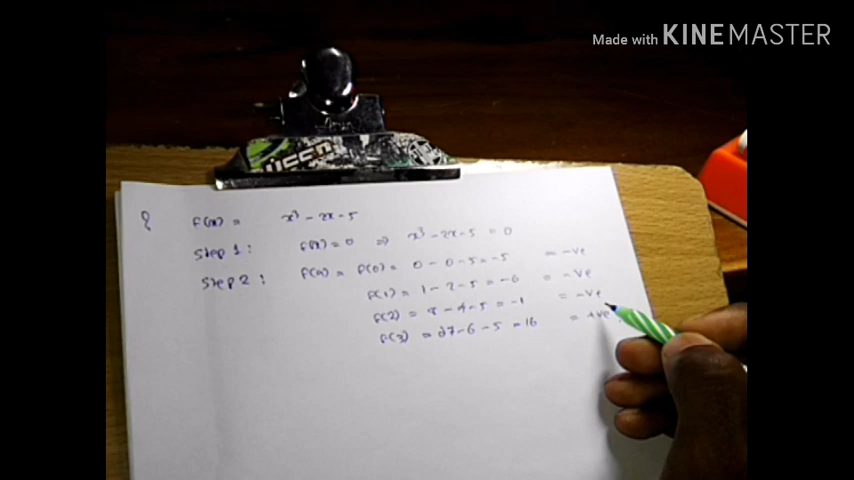 Made with KINEMASTER
Q f(x) = x³ - 2x - 5
Step 1: f(x) = 0 ⇒ x³ - 2x - 5 = 0
Step 2: f(a) = f(0) = 0 - 0 - 5 = -5 = -ve
f(1) = 1 - 2 - 5 = -6 = -ve
f(2) = 8 - 4 - 5 = -1 = -ve
f(3) = 27 - 6 - 5 = 16 = +ve